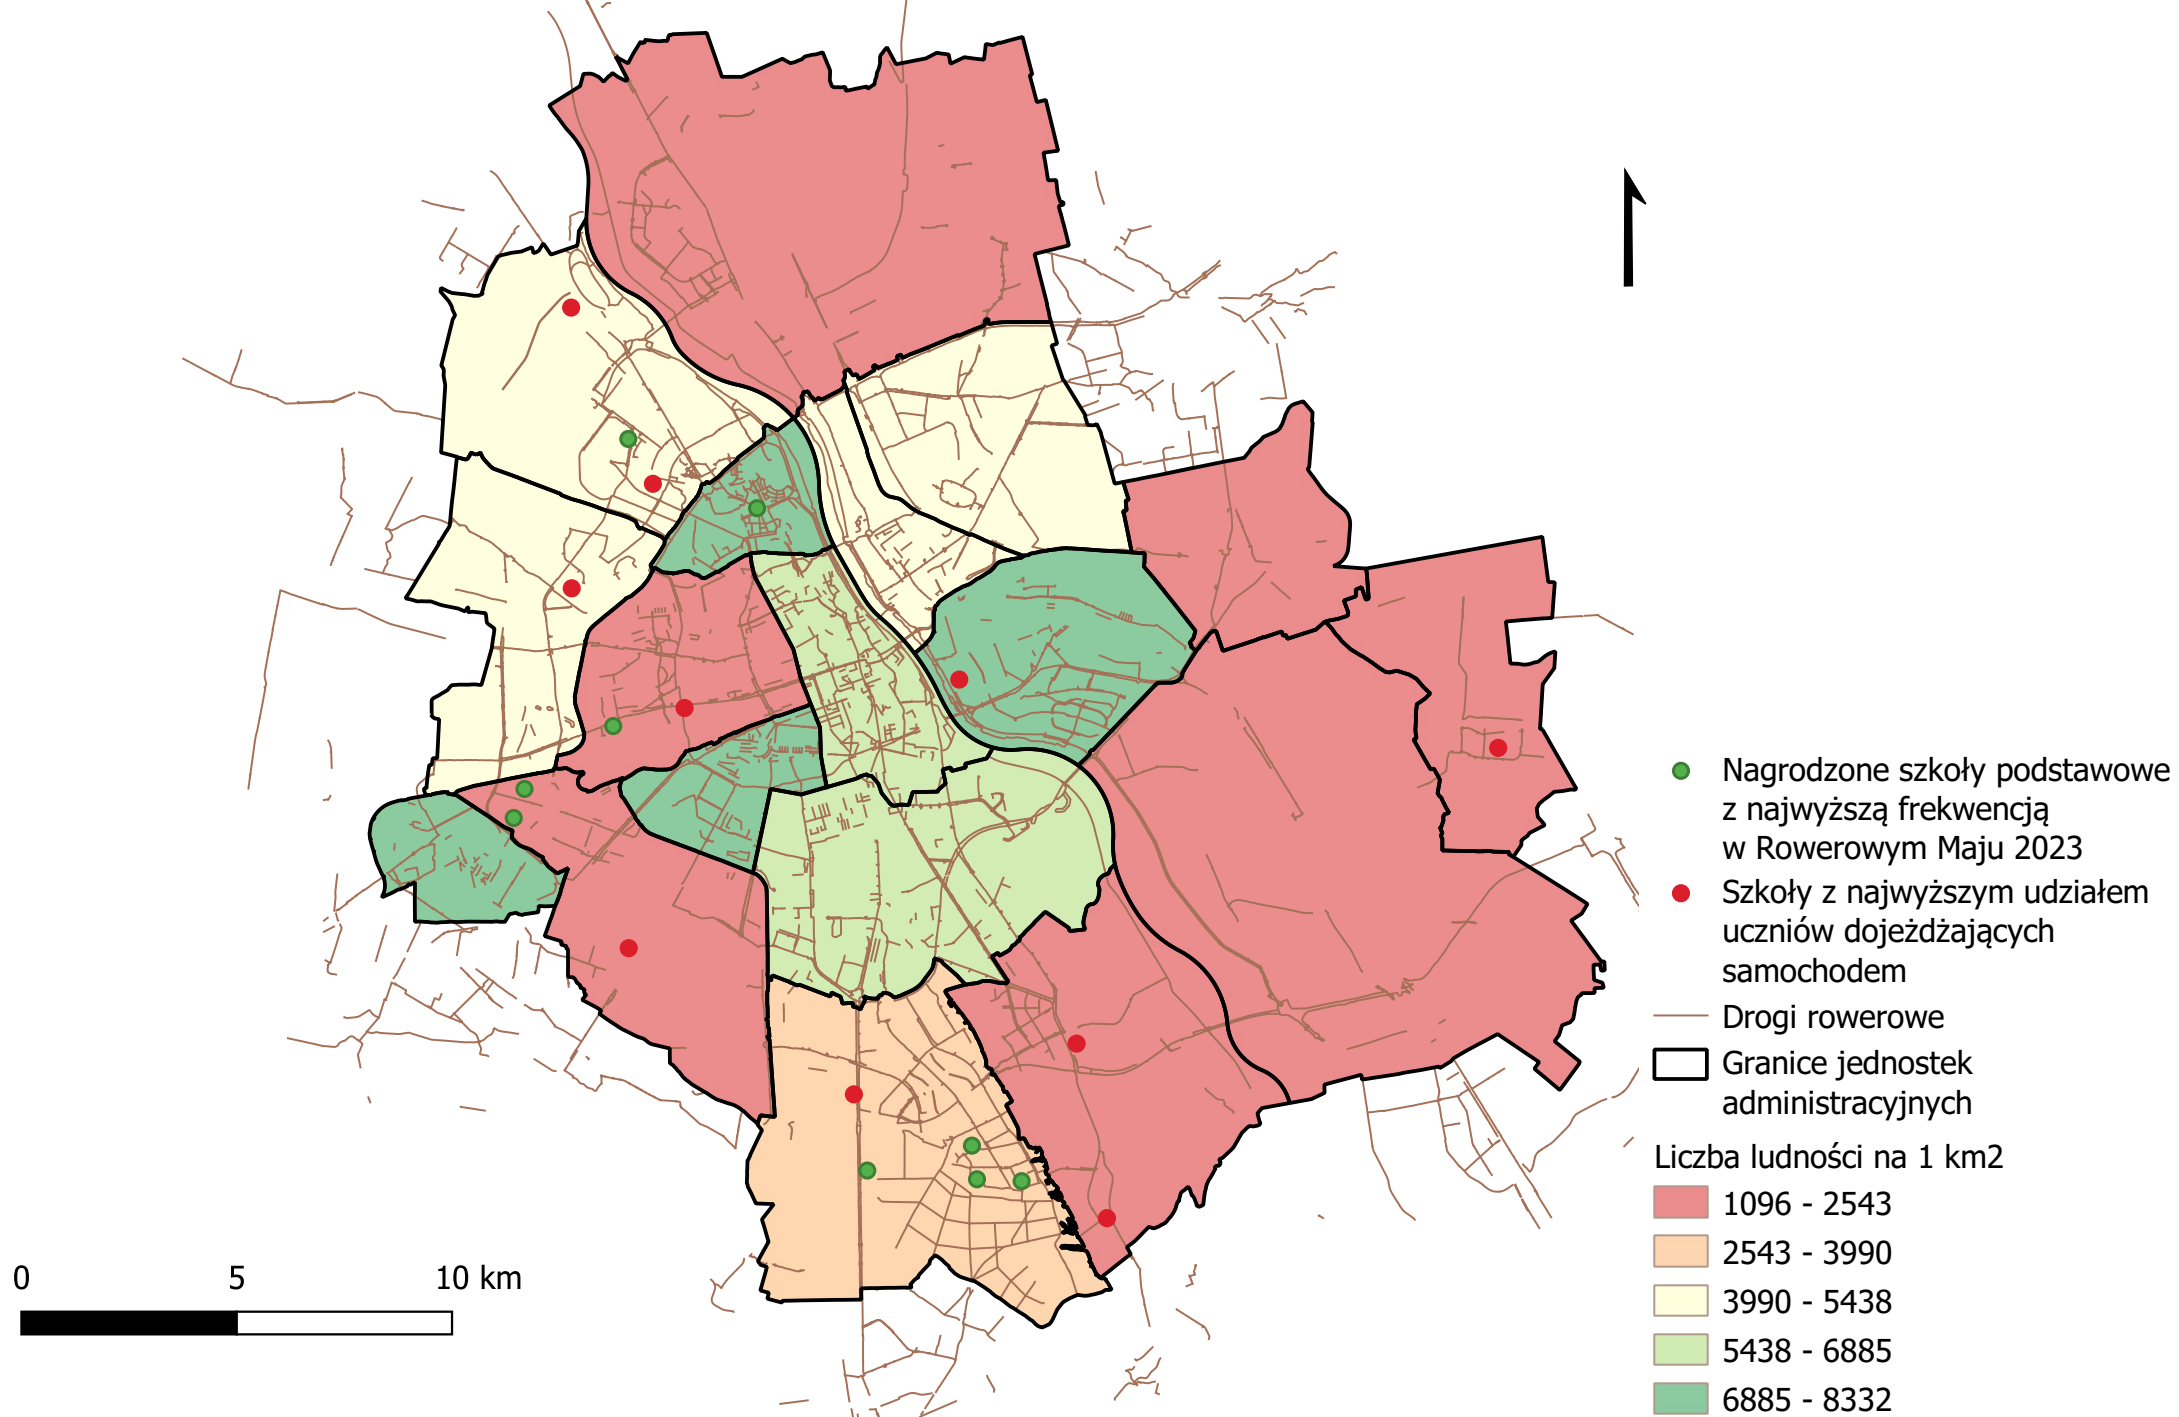 Nagrodzone szkoły podstawowe
z najwyższą frekwencją
w Rowerowym Maju 2023
Szkoły z najwyższym udziałem
uczniów dojeżdżających
samochodem
Drogi rowerowe
Granice jednostek
administracyjnych
Liczba ludności na 1 km2
1096 - 2543
2543 - 3990
3990 - 5438
5438 - 6885
6885 - 8332
0 5 10 km